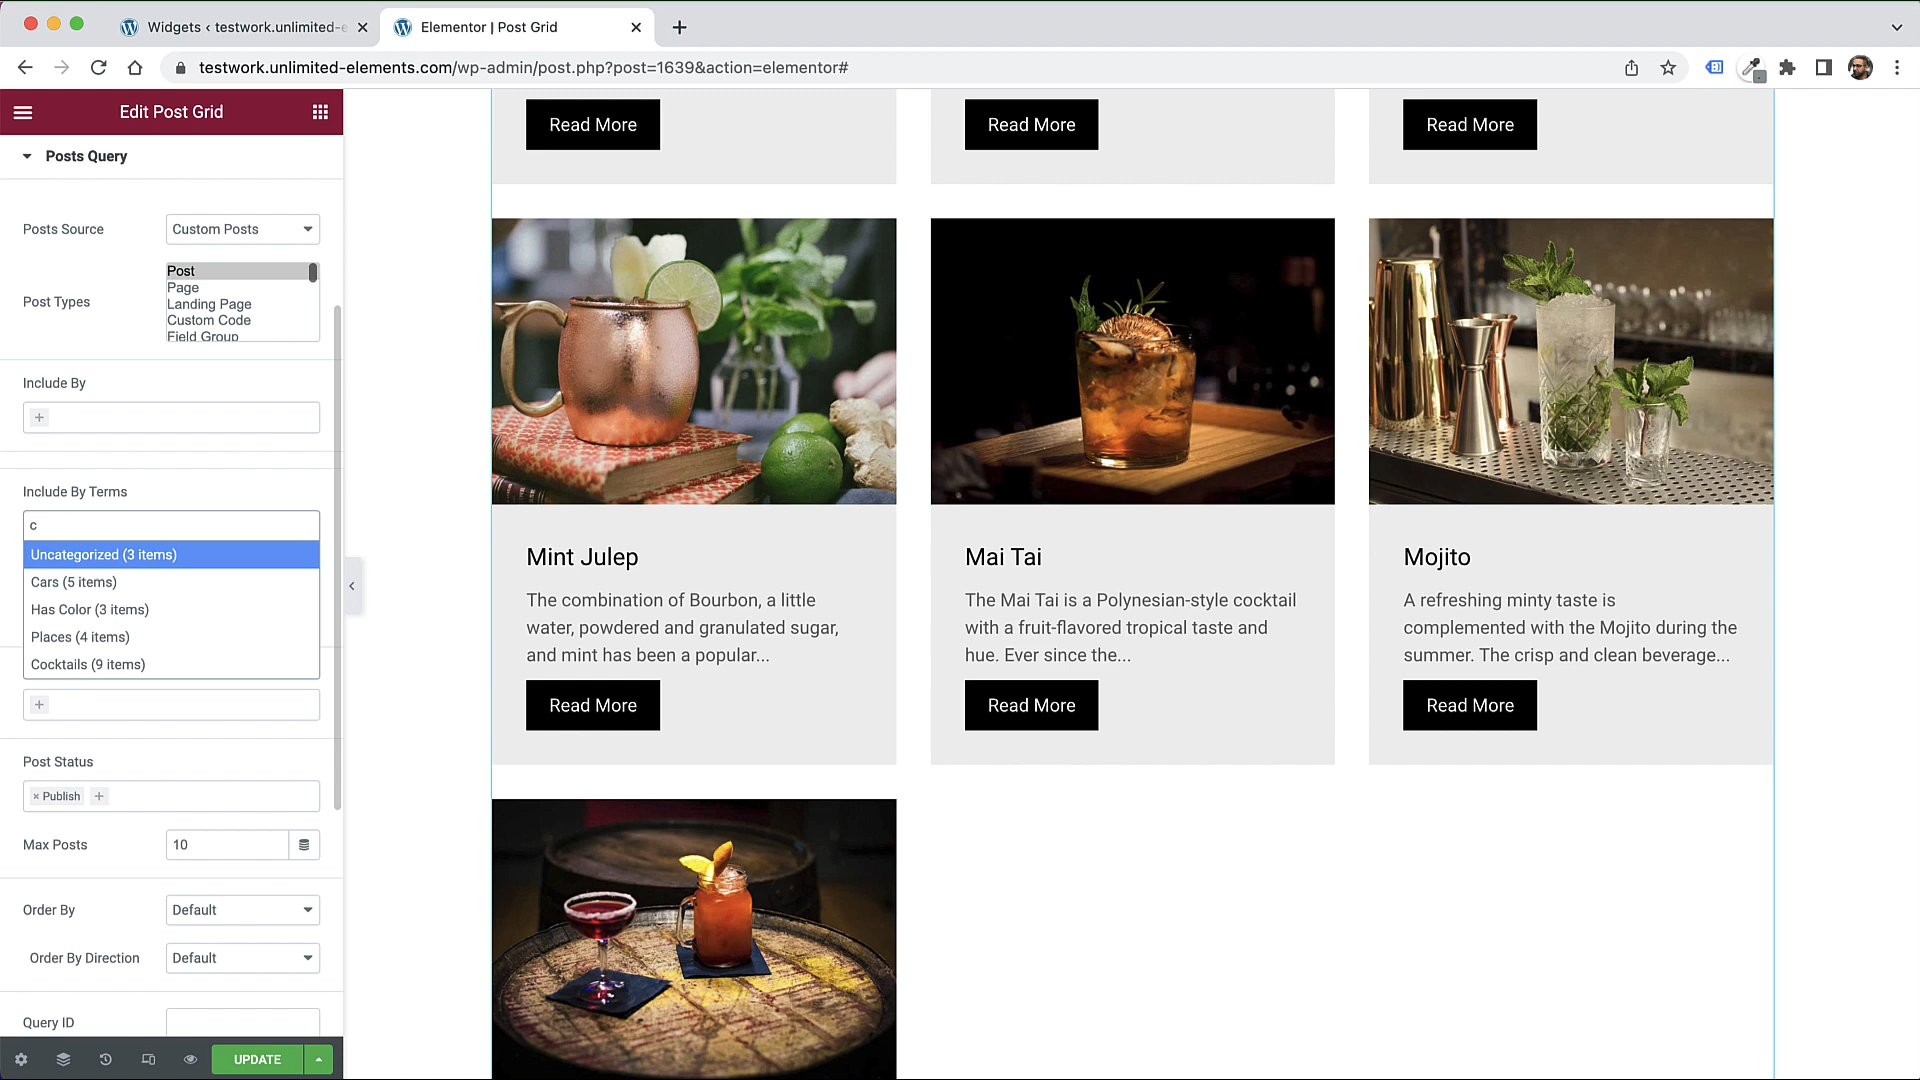 Widgets ‹ testwork.unlimited-e
Elementor | Post Grid
testwork.unlimited-elements.com/wp-admin/post.php?post=1639&action=elementor#
Edit Post Grid
Posts Query
Posts Source
Custom Posts
Post Types
Post
Page
Landing Page
Custom Code
Field Group
Include By
+
Include By Terms
c
Uncategorized (3 items)
Cars (5 items)
Has Color (3 items)
Places (4 items)
Cocktails (9 items)
+
Post Status
× Publish +
Max Posts
10
Order By
Default
Order By Direction
Default
Query ID
UPDATE
Read More
Read More
Read More
Mint Julep
The combination of Bourbon, a little
water, powdered and granulated sugar,
and mint has been a popular...
Read More
Mai Tai
The Mai Tai is a Polynesian-style cocktail
with a fruit-flavored tropical taste and
hue. Ever since the...
Read More
Mojito
A refreshing minty taste is
complemented with the Mojito during the
summer. The crisp and clean beverage...
Read More